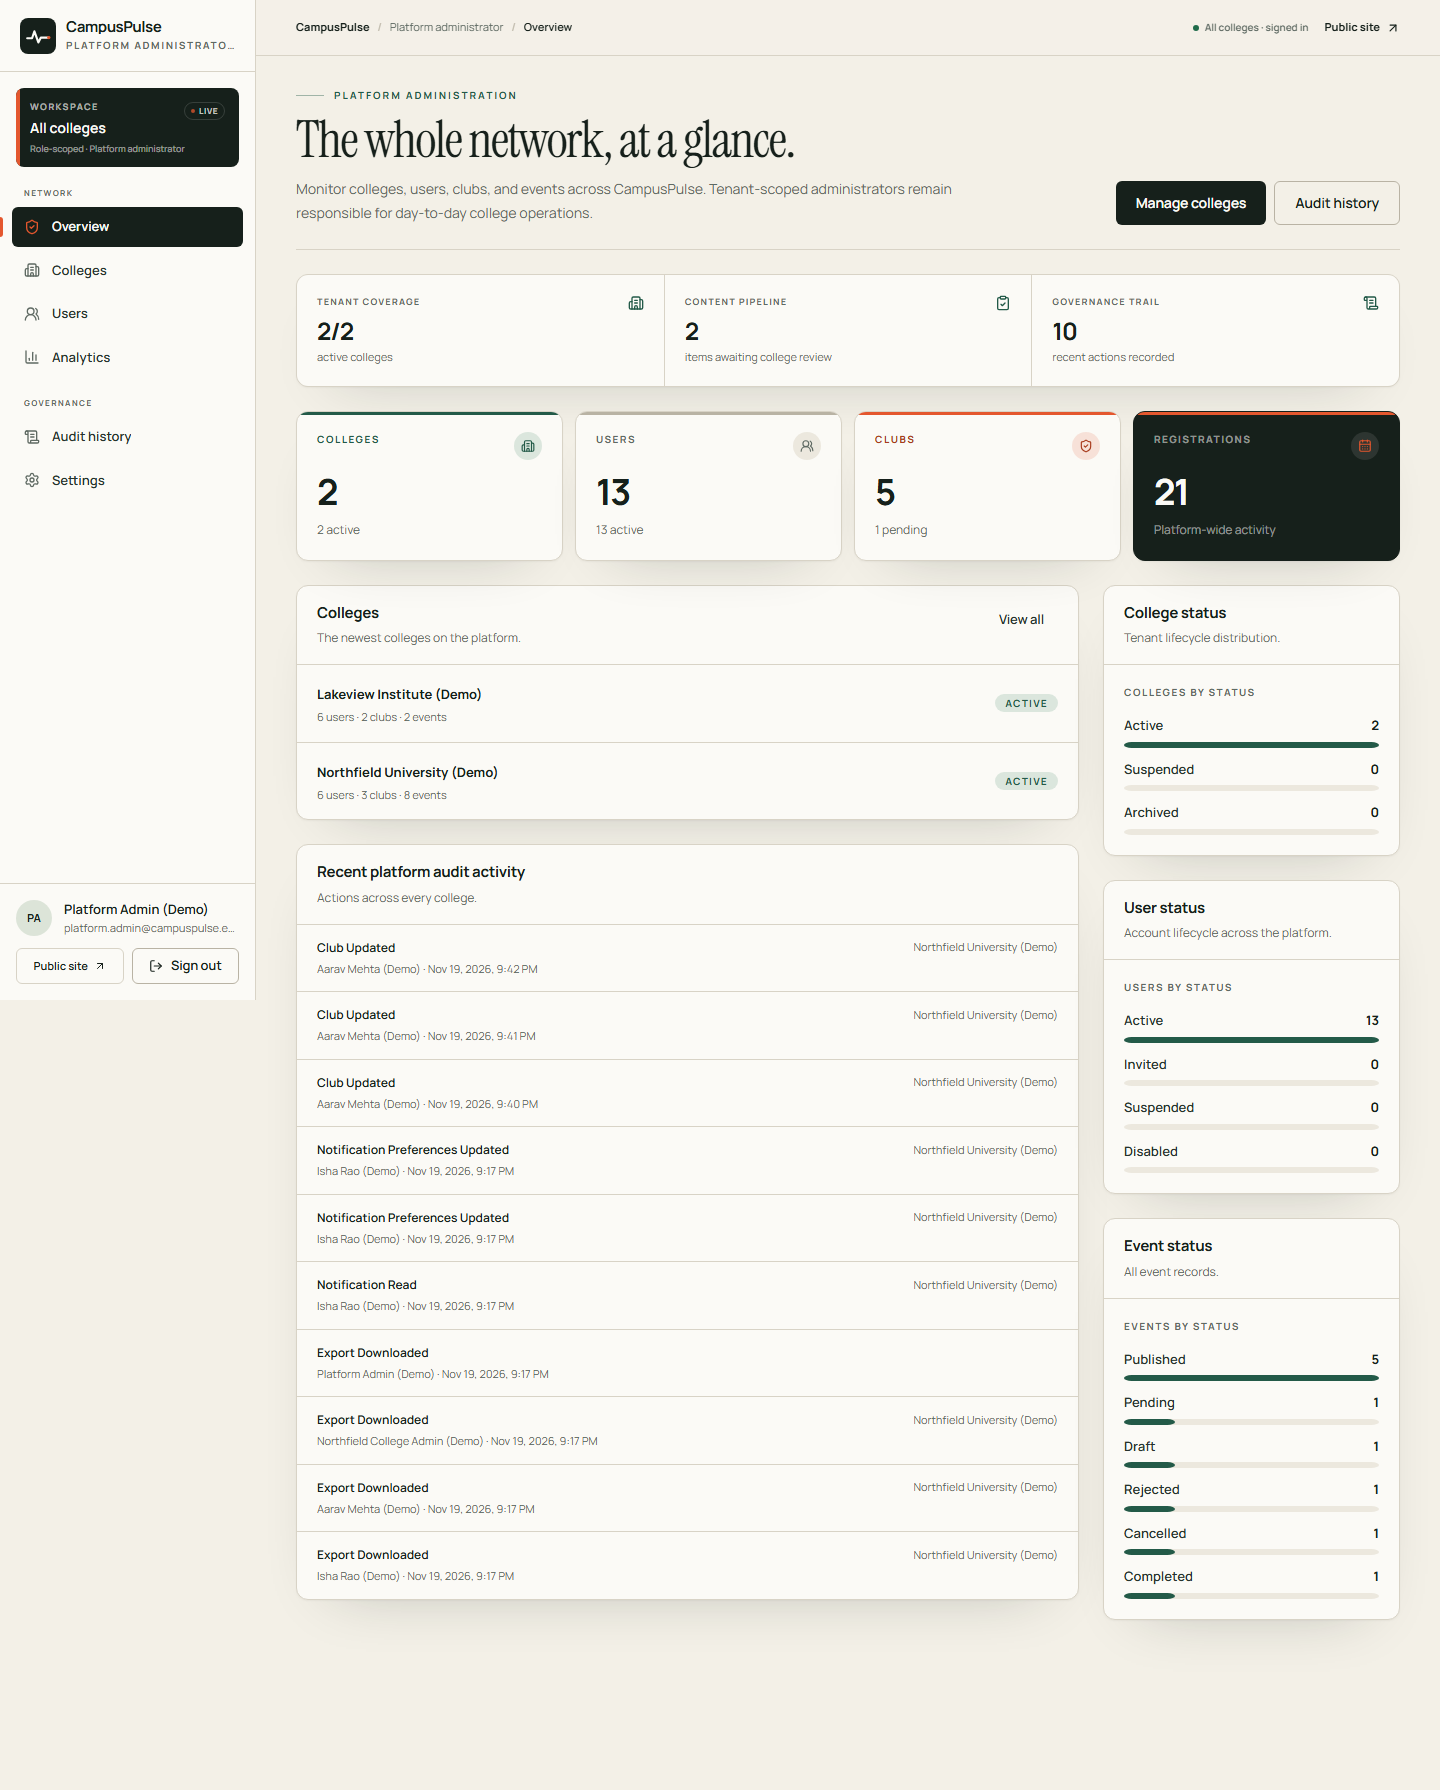 CampusPulse
PLATFORM ADMINISTRATO…
WORKSPACE
LIVE
All colleges
Role-scoped · Platform administrator
NETWORK
Overview
Colleges
Users
Analytics
GOVERNANCE
Audit history
Settings
PA
Platform Admin (Demo)
platform.admin@campuspulse.e…
Public site
Sign out
CampusPulse / Platform administrator / Overview
All colleges · signed in
Public site
PLATFORM ADMINISTRATION
The whole network, at a glance.
Monitor colleges, users, clubs, and events across CampusPulse. Tenant-scoped administrators remain
responsible for day-to-day college operations.
Manage colleges
Audit history
TENANT COVERAGE
2/2
active colleges
CONTENT PIPELINE
2
items awaiting college review
GOVERNANCE TRAIL
10
recent actions recorded
COLLEGES
2
2 active
USERS
13
13 active
CLUBS
5
1 pending
REGISTRATIONS
21
Platform-wide activity
Colleges
The newest colleges on the platform.
View all
Lakeview Institute (Demo)
6 users · 2 clubs · 2 events
ACTIVE
Northfield University (Demo)
6 users · 3 clubs · 8 events
ACTIVE
Recent platform audit activity
Actions across every college.
Club Updated
Northfield University (Demo)
Aarav Mehta (Demo) · Nov 19, 2026, 9:42 PM
Club Updated
Northfield University (Demo)
Aarav Mehta (Demo) · Nov 19, 2026, 9:41 PM
Club Updated
Northfield University (Demo)
Aarav Mehta (Demo) · Nov 19, 2026, 9:40 PM
Notification Preferences Updated
Northfield University (Demo)
Isha Rao (Demo) · Nov 19, 2026, 9:17 PM
Notification Preferences Updated
Northfield University (Demo)
Isha Rao (Demo) · Nov 19, 2026, 9:17 PM
Notification Read
Northfield University (Demo)
Isha Rao (Demo) · Nov 19, 2026, 9:17 PM
Export Downloaded
Platform Admin (Demo) · Nov 19, 2026, 9:17 PM
Export Downloaded
Northfield University (Demo)
Northfield College Admin (Demo) · Nov 19, 2026, 9:17 PM
Export Downloaded
Northfield University (Demo)
Aarav Mehta (Demo) · Nov 19, 2026, 9:17 PM
Export Downloaded
Northfield University (Demo)
Isha Rao (Demo) · Nov 19, 2026, 9:17 PM
College status
Tenant lifecycle distribution.
COLLEGES BY STATUS
Active 2
Suspended 0
Archived 0
User status
Account lifecycle across the platform.
USERS BY STATUS
Active 13
Invited 0
Suspended 0
Disabled 0
Event status
All event records.
EVENTS BY STATUS
Published 5
Pending 1
Draft 1
Rejected 1
Cancelled 1
Completed 1